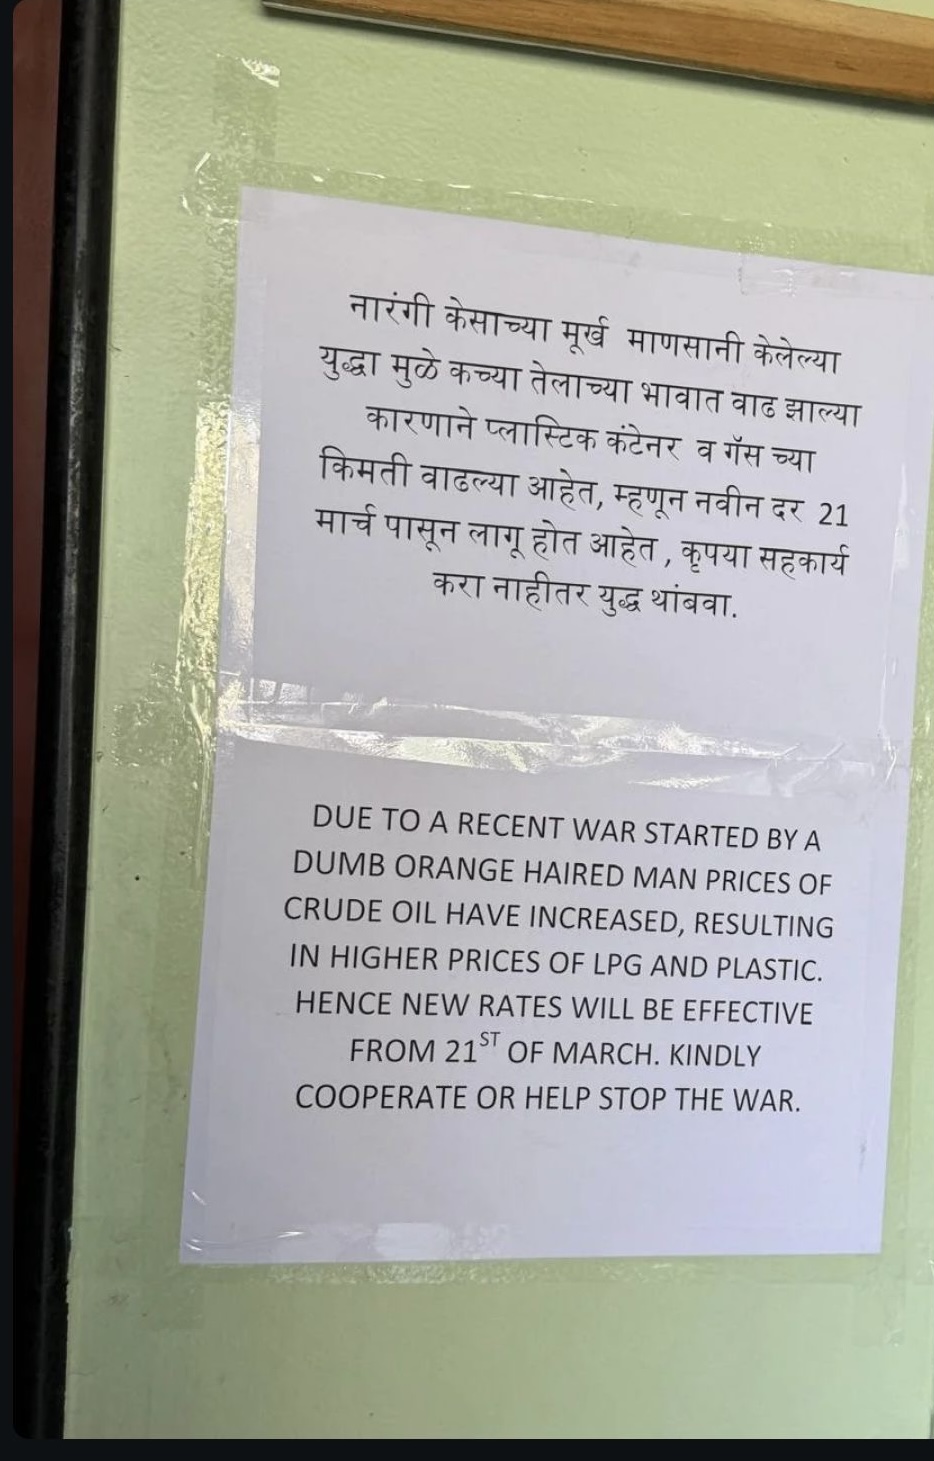 नारंगी केसाच्या मूर्ख माणसानी केलेल्या
युद्धा मुळे कच्या तेलाच्या भावात वाढ झाल्या
कारणाने प्लास्टिक कंटेनर व गॅस च्या
किमती वाढल्या आहेत, म्हणून नवीन दर 21
मार्च पासून लागू होत आहेत , कृपया सहकार्य
करा नाहीतर युद्ध थांबवा.
DUE TO A RECENT WAR STARTED BY A
DUMB ORANGE HAIRED MAN PRICES OF
CRUDE OIL HAVE INCREASED, RESULTING
IN HIGHER PRICES OF LPG AND PLASTIC.
HENCE NEW RATES WILL BE EFFECTIVE
FROM 21ST OF MARCH. KINDLY
COOPERATE OR HELP STOP THE WAR.